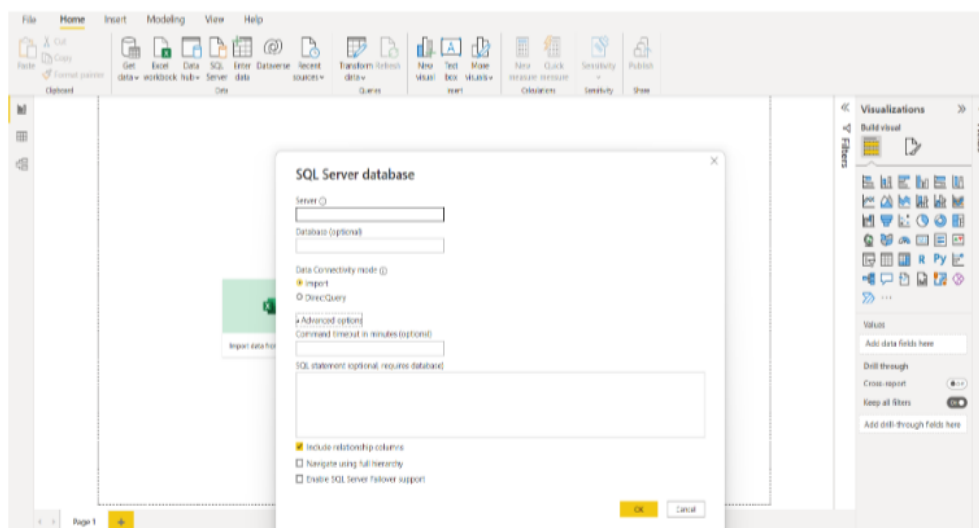 File Home Insert Modeling View Help
Paste
Cut
Copy
Format painter
Clipboard
Get data
Excel workbook
Data hub
SQL Server
Enter data
Dataverse
Recent sources
Data
Transform data
Refresh
Queries
New visual
Text box
More visuals
Insert
New measure
Quick measure
Calculations
Sensitivity
Sensitivity
Publish
Share
SQL Server database
Server
Database (optional)
Data Connectivity mode
Import
DirectQuery
Advanced options
Command timeout in minutes (optional)
SQL statement (optional, requires database)
Include relationship columns
Navigate using full hierarchy
Enable SQL Server Failover support
OK Cancel
Import data from
Filters
Visualizations
Build visual
R Py
Values
Add data fields here
Drill through
Cross-report
Keep all filters
Add drill-through fields here
Page 1